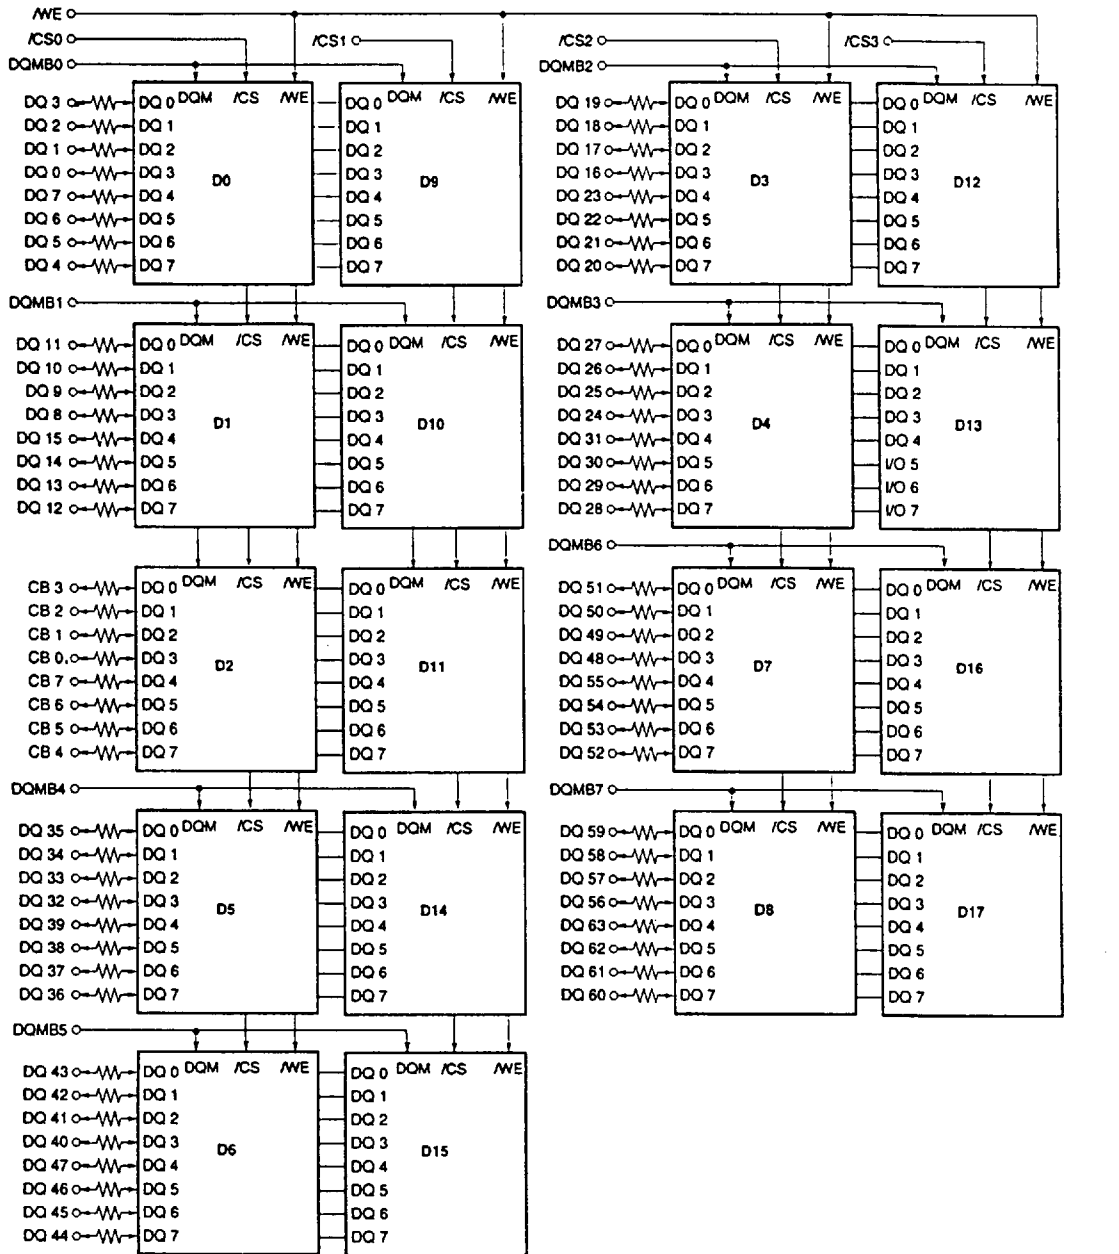 /WE
/CS0 /CS1 /CS2 /CS3
DQMB0 DQMB2
DQM /CS /WE DQM /CS /WE DQM /CS /WE DQM /CS /WE
DQ 3 DQ 0 DQ 0 DQ 19 DQ 0 DQ 0
DQ 2 DQ 1 DQ 1 DQ 18 DQ 1 DQ 1
DQ 1 DQ 2 DQ 2 DQ 17 DQ 2 DQ 2
DQ 0 DQ 3 D0 DQ 3 D9 DQ 16 DQ 3 D3 DQ 3 D12
DQ 7 DQ 4 DQ 4 DQ 23 DQ 4 DQ 4
DQ 6 DQ 5 DQ 5 DQ 22 DQ 5 DQ 5
DQ 5 DQ 6 DQ 6 DQ 21 DQ 6 DQ 6
DQ 4 DQ 7 DQ 7 DQ 20 DQ 7 DQ 7
DQMB1 DQMB3
DQ 11 DQ 0 DQM /CS /WE DQ 0 DQM /CS /WE DQ 27 DQ 0 DQM /CS /WE DQ 0 DQM /CS /WE
DQ 10 DQ 1 DQ 1 DQ 26 DQ 1 DQ 1
DQ 9 DQ 2 DQ 2 DQ 25 DQ 2 DQ 2
DQ 8 DQ 3 D1 DQ 3 D10 DQ 24 DQ 3 D4 DQ 3 D13
DQ 15 DQ 4 DQ 4 DQ 31 DQ 4 DQ 4
DQ 14 DQ 5 DQ 5 DQ 30 DQ 5 I/O 5
DQ 13 DQ 6 DQ 6 DQ 29 DQ 6 I/O 6
DQ 12 DQ 7 DQ 7 DQ 28 DQ 7 I/O 7
DQMB6
CB 3 DQ 0 DQM /CS /WE DQ 0 DQM /CS /WE DQ 51 DQ 0 DQM /CS /WE DQ 0 DQM /CS /WE
CB 2 DQ 1 DQ 1 DQ 50 DQ 1 DQ 1
CB 1 DQ 2 DQ 2 DQ 49 DQ 2 DQ 2
CB 0. DQ 3 D2 DQ 3 D11 DQ 48 DQ 3 D7 DQ 3 D16
CB 7 DQ 4 DQ 4 DQ 55 DQ 4 DQ 4
CB 6 DQ 5 DQ 5 DQ 54 DQ 5 DQ 5
CB 5 DQ 6 DQ 6 DQ 53 DQ 6 DQ 6
CB 4 DQ 7 DQ 7 DQ 52 DQ 7 DQ 7
DQMB4 DQMB7
DQ 35 DQ 0 DQM /CS /WE DQ 0 DQM /CS /WE DQ 59 DQ 0 DQM /CS /WE DQ 0 DQM /CS /WE
DQ 34 DQ 1 DQ 1 DQ 58 DQ 1 DQ 1
DQ 33 DQ 2 DQ 2 DQ 57 DQ 2 DQ 2
DQ 32 DQ 3 D5 DQ 3 D14 DQ 56 DQ 3 D8 DQ 3 D17
DQ 39 DQ 4 DQ 4 DQ 63 DQ 4 DQ 4
DQ 38 DQ 5 DQ 5 DQ 62 DQ 5 DQ 5
DQ 37 DQ 6 DQ 6 DQ 61 DQ 6 DQ 6
DQ 36 DQ 7 DQ 7 DQ 60 DQ 7 DQ 7
DQMB5
DQ 43 DQ 0 DQM /CS /WE DQ 0 DQM /CS /WE
DQ 42 DQ 1 DQ 1
DQ 41 DQ 2 DQ 2
DQ 40 DQ 3 D6 DQ 3 D15
DQ 47 DQ 4 DQ 4
DQ 46 DQ 5 DQ 5
DQ 45 DQ 6 DQ 6
DQ 44 DQ 7 DQ 7